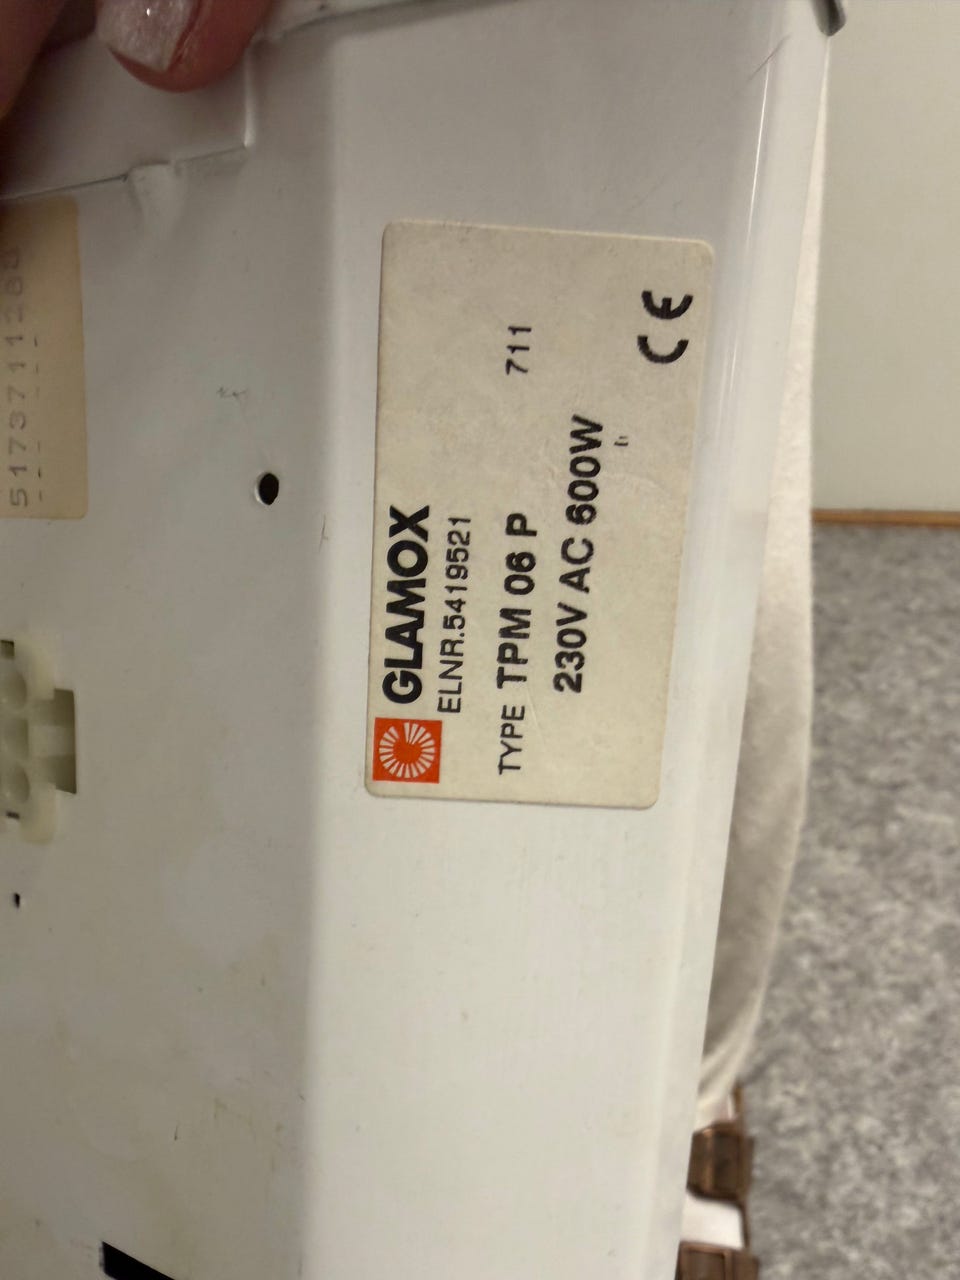 GLAMOX
ELNR.5419521
TYPE TPM 06 P 711
230V AC 600W
CE